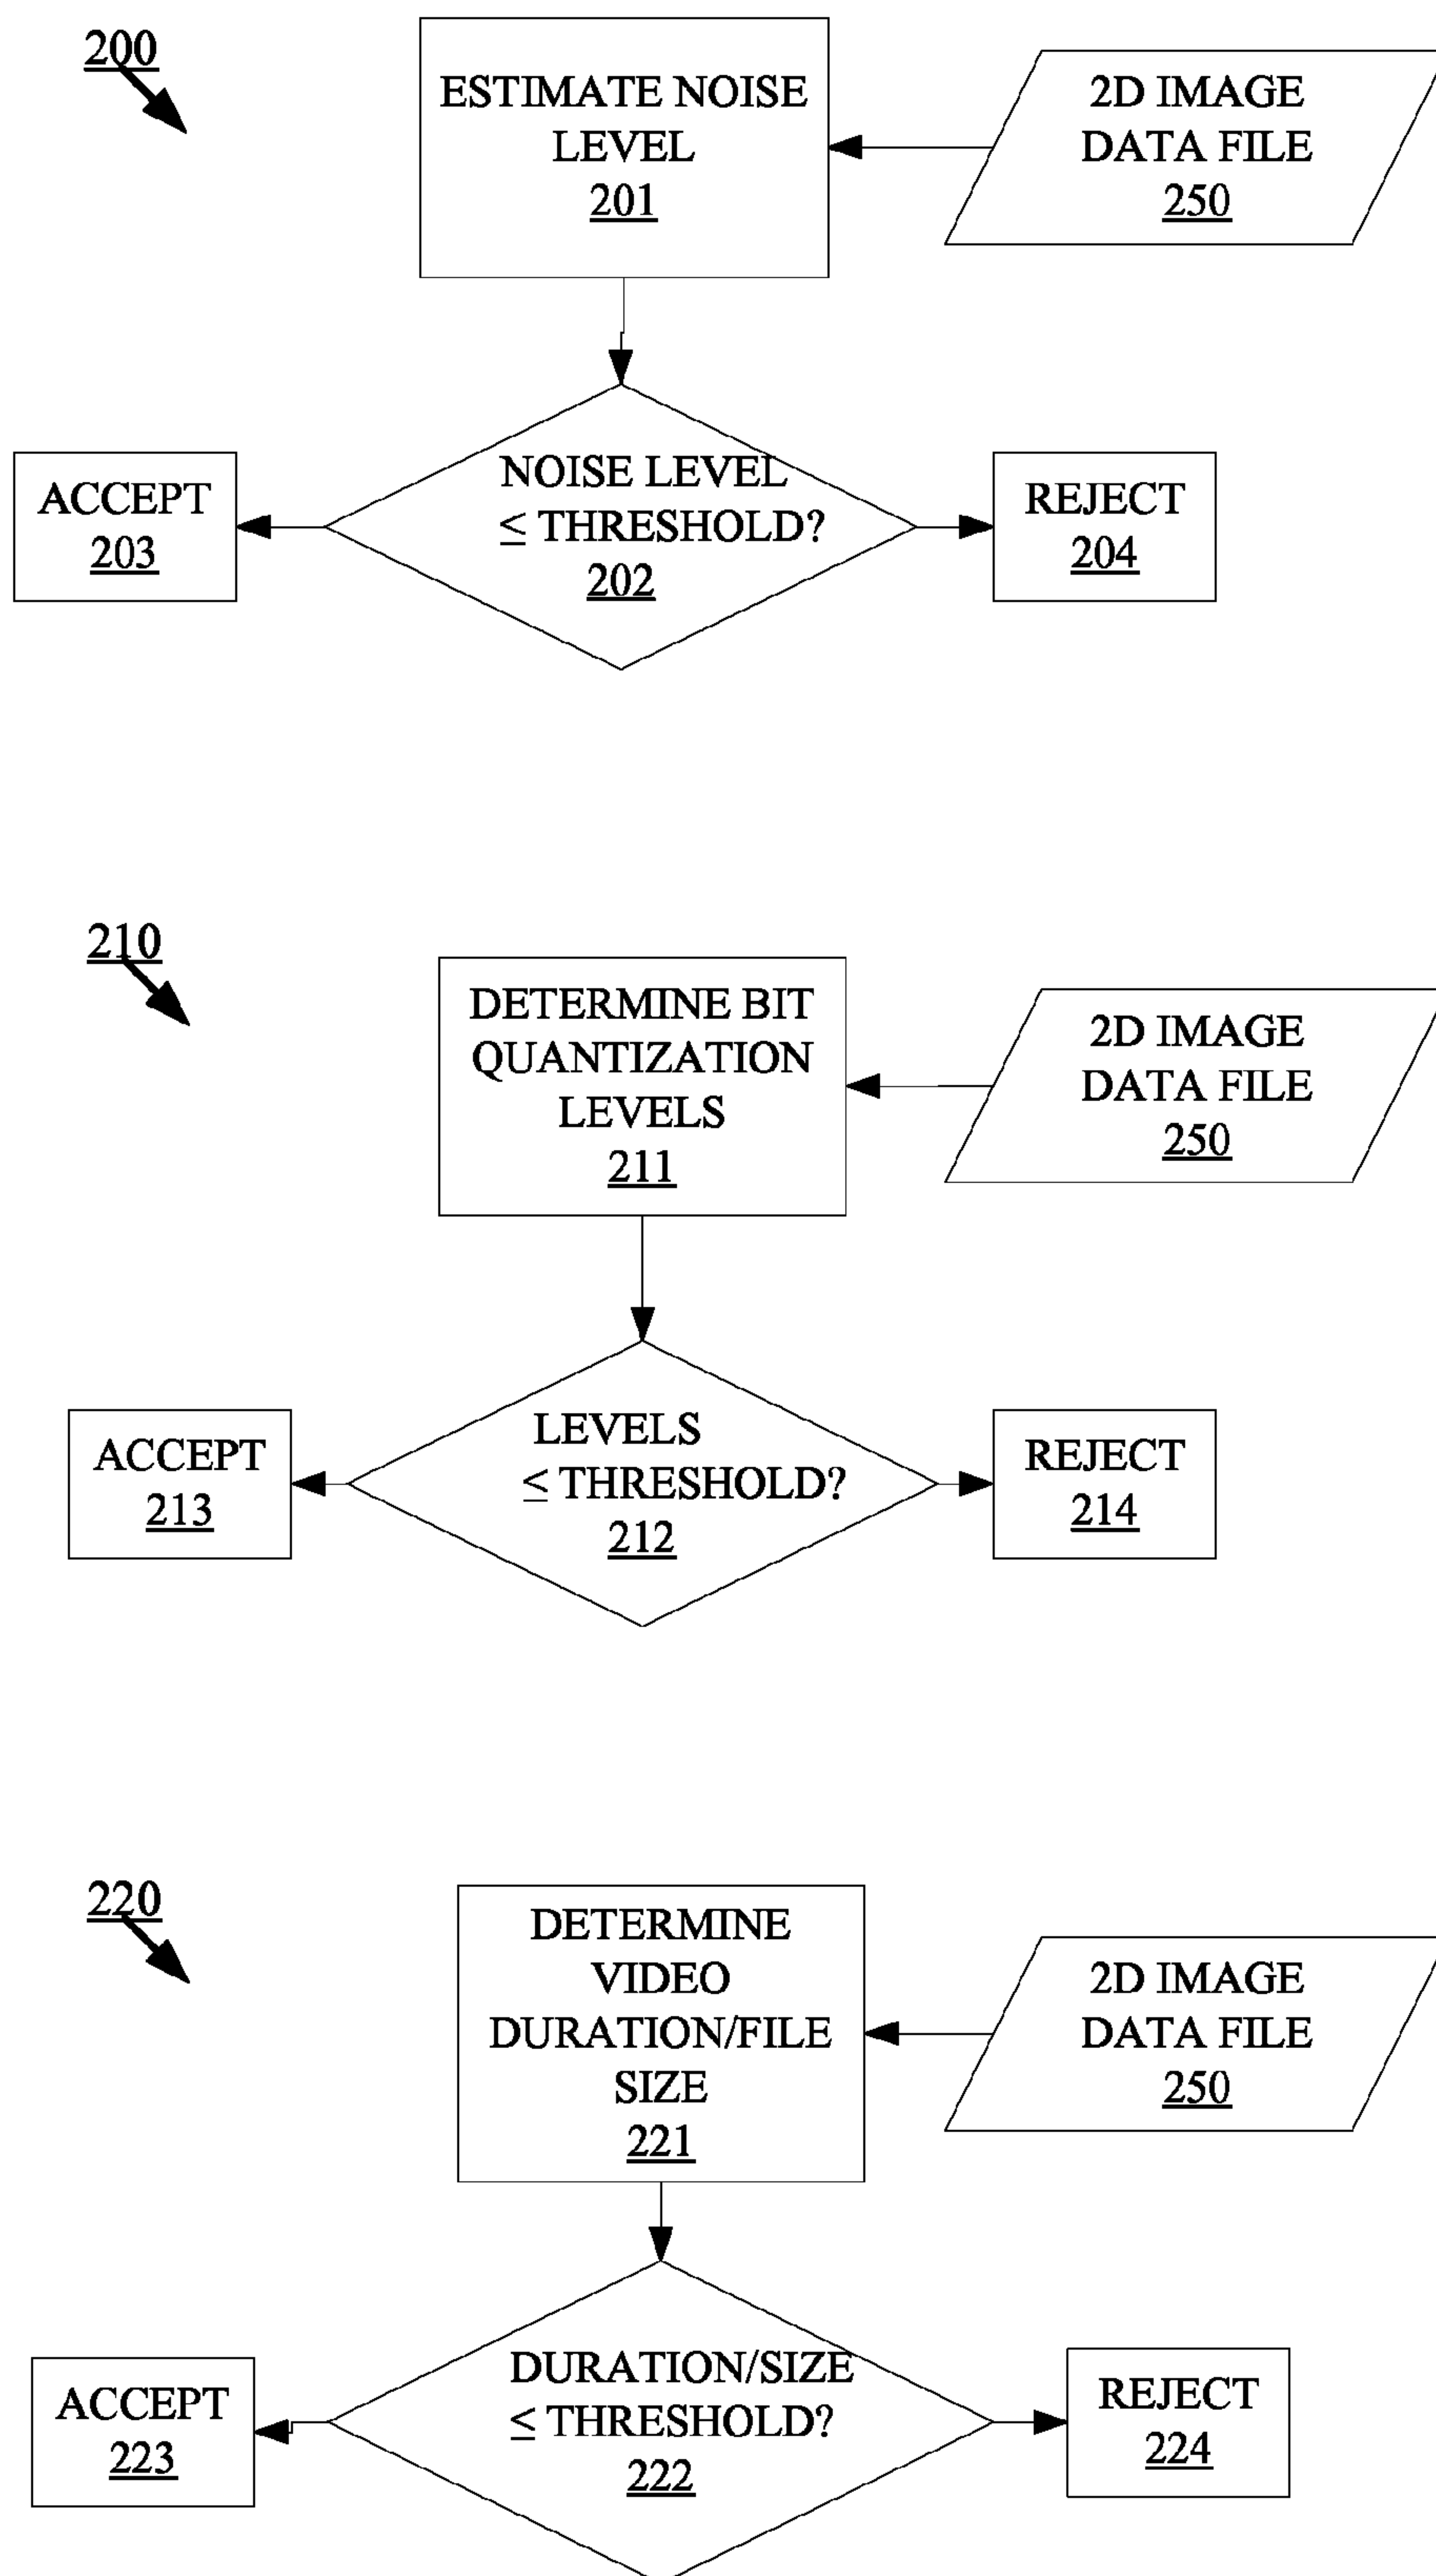 200
ESTIMATE NOISE
LEVEL
201
2D IMAGE
DATA FILE
250
NOISE LEVEL
≤ THRESHOLD?
202
ACCEPT
203
REJECT
204
210
DETERMINE BIT
QUANTIZATION
LEVELS
211
2D IMAGE
DATA FILE
250
LEVELS
≤ THRESHOLD?
212
ACCEPT
213
REJECT
214
220
DETERMINE
VIDEO
DURATION/FILE
SIZE
221
2D IMAGE
DATA FILE
250
DURATION/SIZE
≤ THRESHOLD?
222
ACCEPT
223
REJECT
224